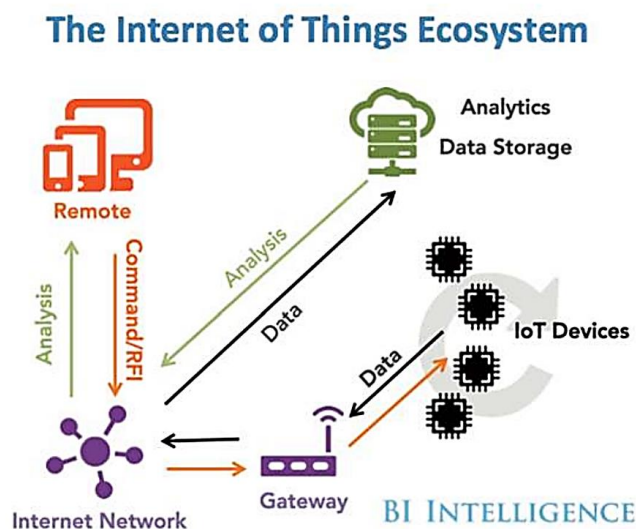 The Internet of Things Ecosystem
Analytics
Data Storage
Remote
Analysis
Command/RFI
Analysis
Data
IoT Devices
Data
Internet Network
Gateway
BI INTELLIGENCE